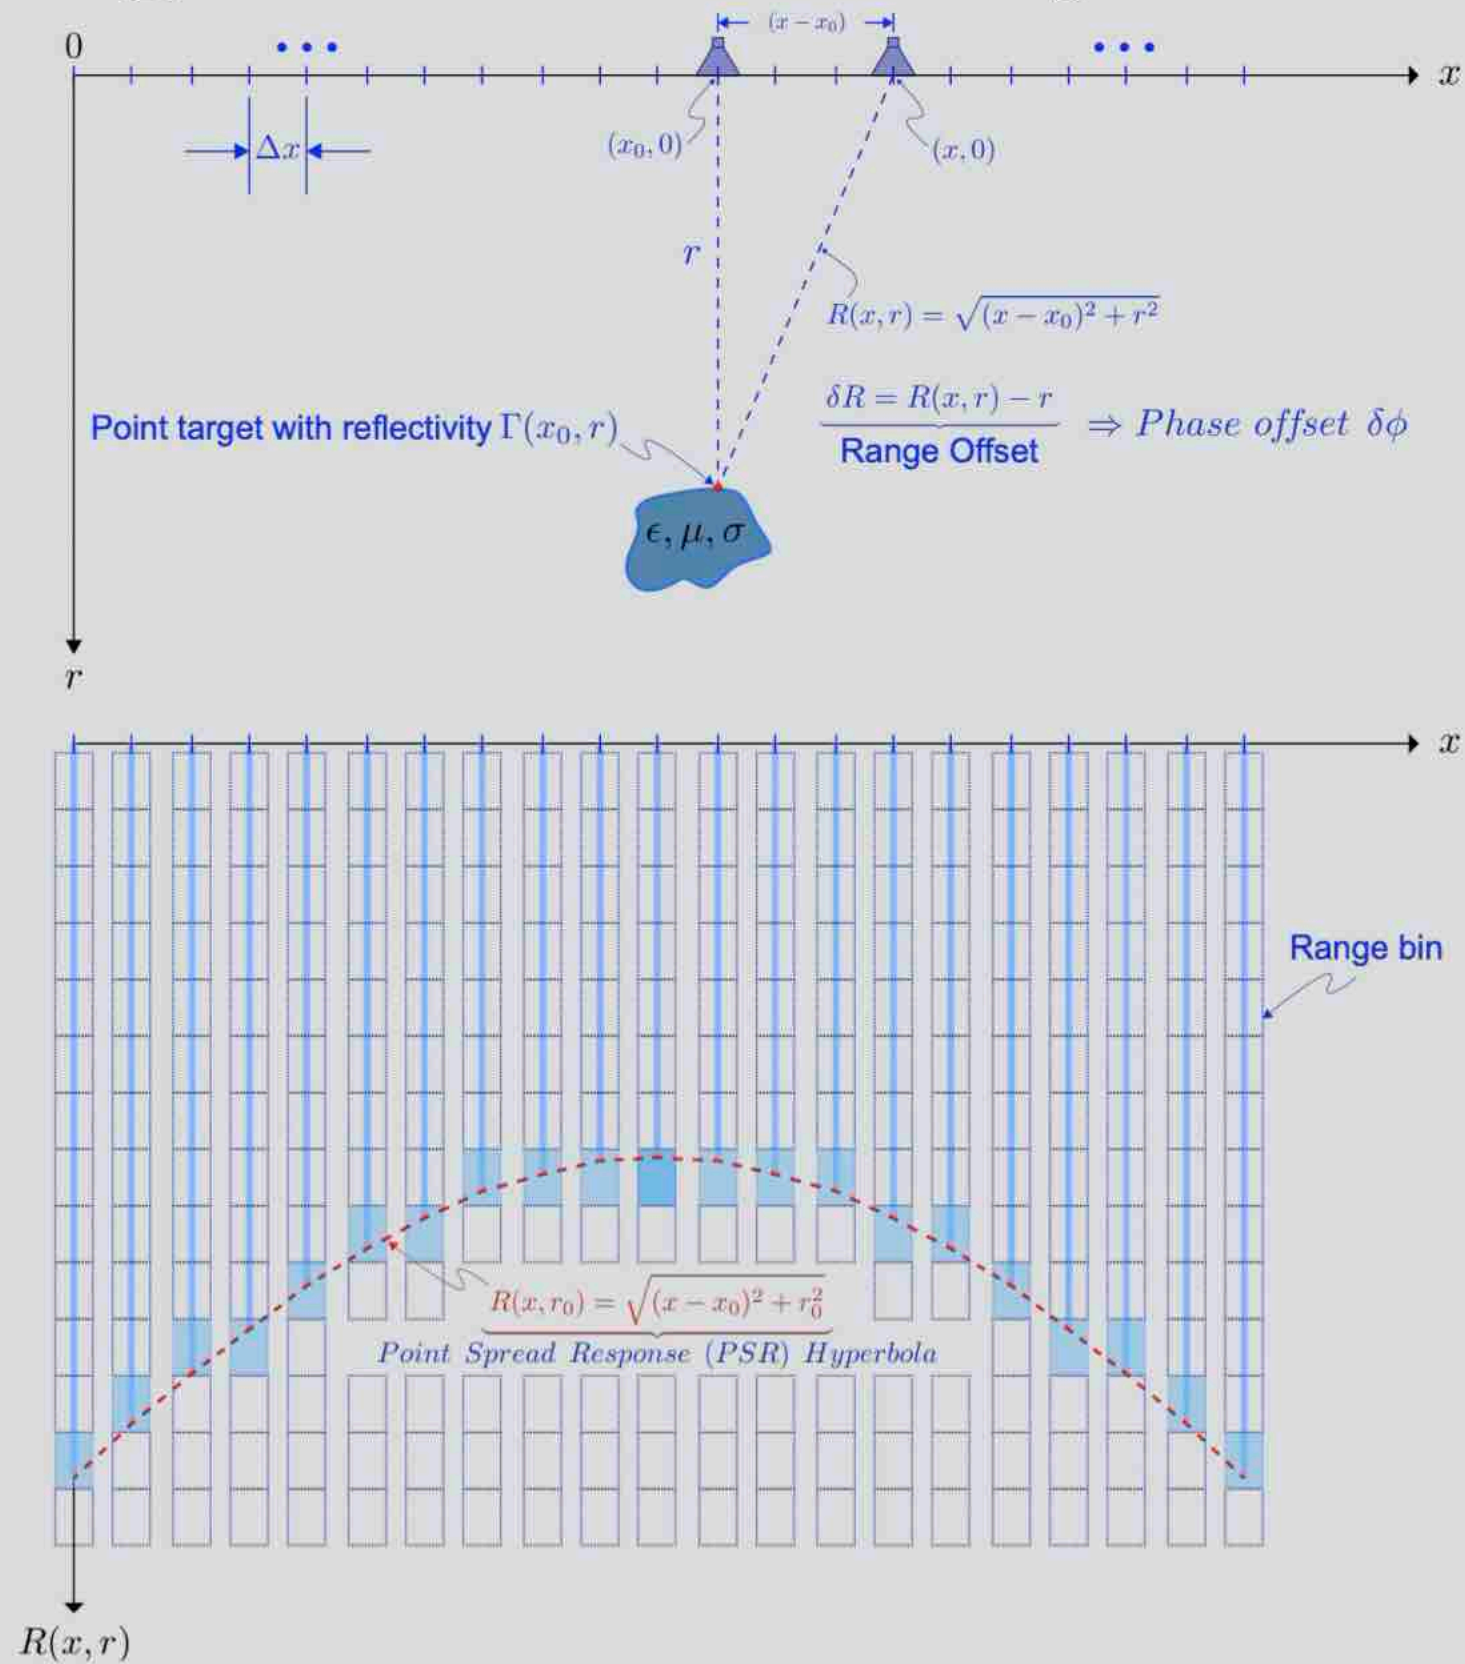 (x − x₀)
0
x
Δx
(x₀, 0)
(x, 0)
r
R(x, r) = √((x − x₀)² + r²)
δR = R(x, r) − r ⇒ Phase offset δϕ
Range Offset
Point target with reflectivity Γ(x₀, r)
ϵ, μ, σ
r
x
Range bin
R(x, r₀) = √((x − x₀)² + r₀²)
Point Spread Response (PSR) Hyperbola
R(x, r)